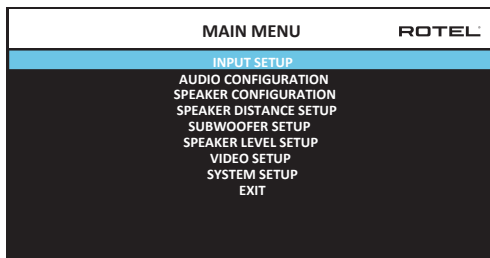 MAIN MENU ROTEL
INPUT SETUP
AUDIO CONFIGURATION
SPEAKER CONFIGURATION
SPEAKER DISTANCE SETUP
SUBWOOFER SETUP
SPEAKER LEVEL SETUP
VIDEO SETUP
SYSTEM SETUP
EXIT